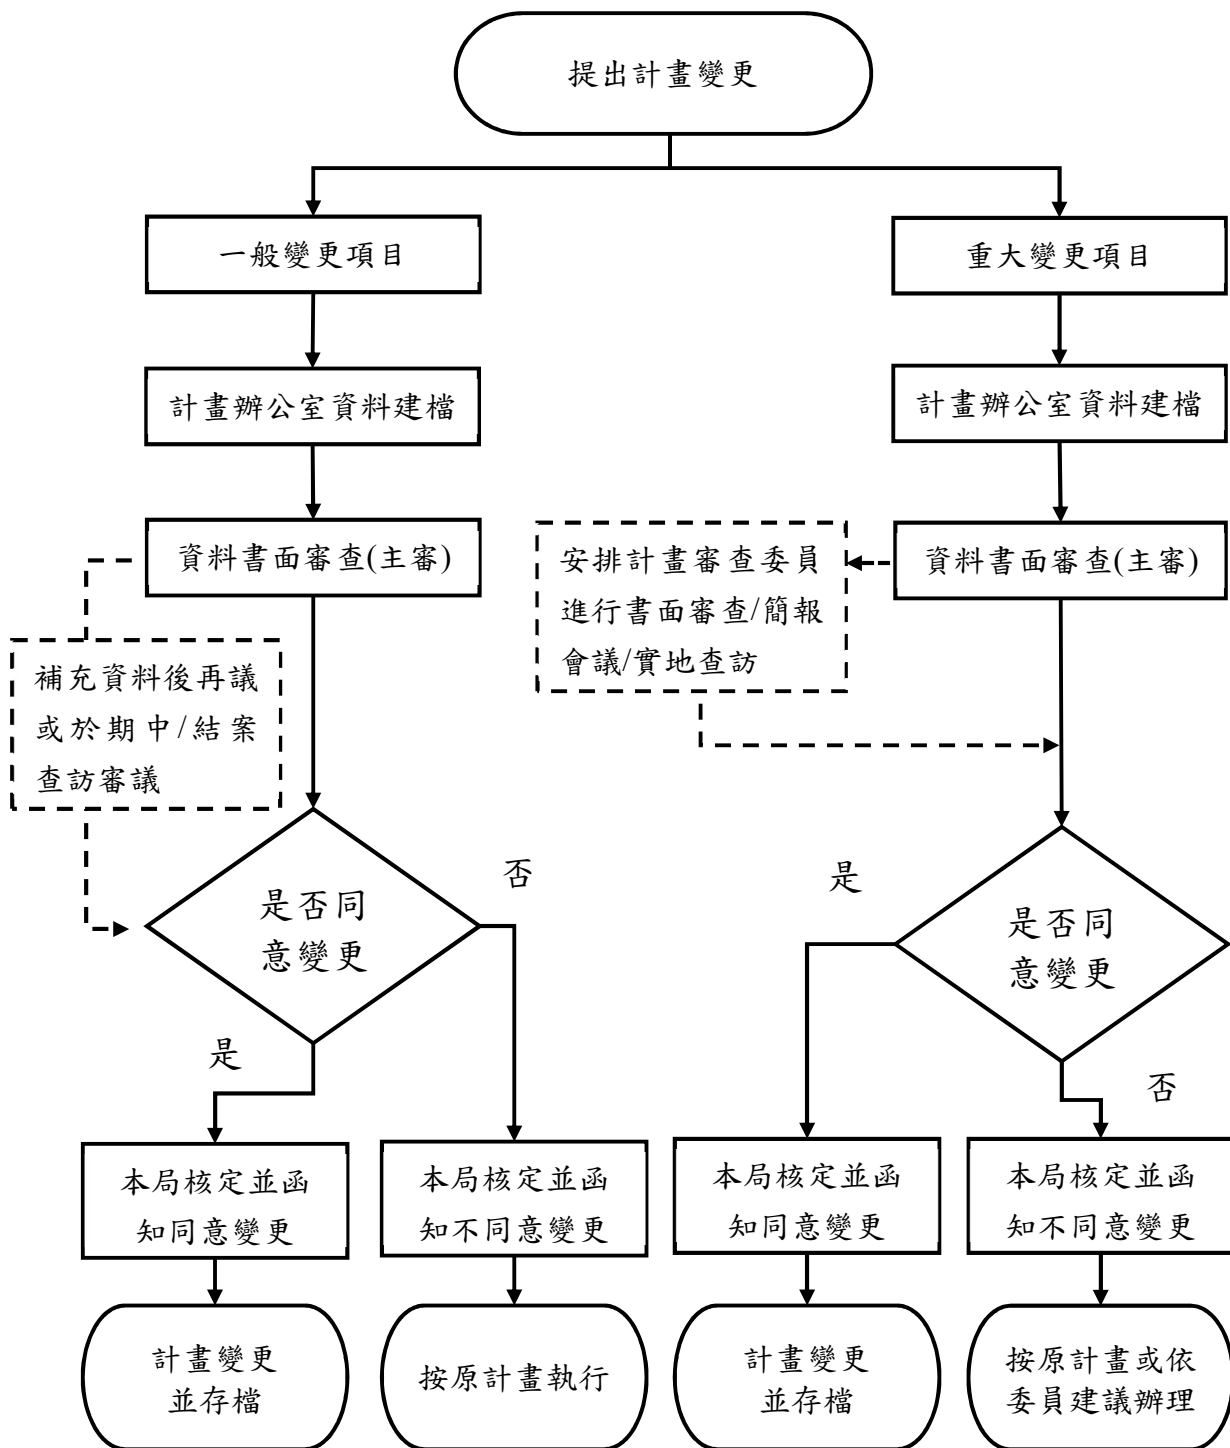 提出計畫變更
一般變更項目
重大變更項目
計畫辦公室資料建檔
計畫辦公室資料建檔
資料書面審查(主審)
安排計畫審查委員
進行書面審查/簡報
會議/實地查訪
資料書面審查(主審)
補充資料後再議
或於期中/結案
查訪審議
是否同
意變更
否
是
是否同
意變更
是
否
本局核定並函
知同意變更
本局核定並函
知不同意變更
本局核定並函
知同意變更
本局核定並函
知不同意變更
計畫變更
並存檔
按原計畫執行
計畫變更
並存檔
按原計畫或依
委員建議辦理